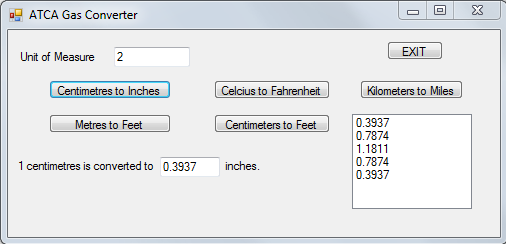 ATCA Gas Converter
Unit of Measure 2 EXIT
Centimetres to Inches Celcius to Fahrenheit Kilometers to Miles
Metres to Feet Centimeters to Feet
0.3937
0.7874
1.1811
0.7874
0.3937
1 centimetres is converted to 0.3937 inches.